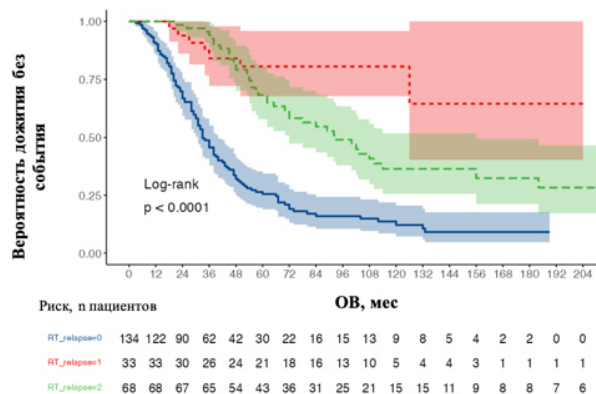 Вероятность дожития без
события
1.00
0.75
0.50
0.25
0.00
Log-rank
p < 0.0001
0 12 24 36 48 60 72 84 96 108 120 132 144 156 168 180 192 204
Риск, n пациентов
ОВ, мес
RT_relapse=0 134 122 90 62 42 30 22 16 15 13 9 8 5 4 2 2 0 0
RT_relapse=1 33 33 30 26 24 21 18 16 13 10 5 4 4 3 1 1 1 1
RT_relapse=2 68 68 67 65 54 43 36 31 25 21 15 15 11 9 8 8 7 6